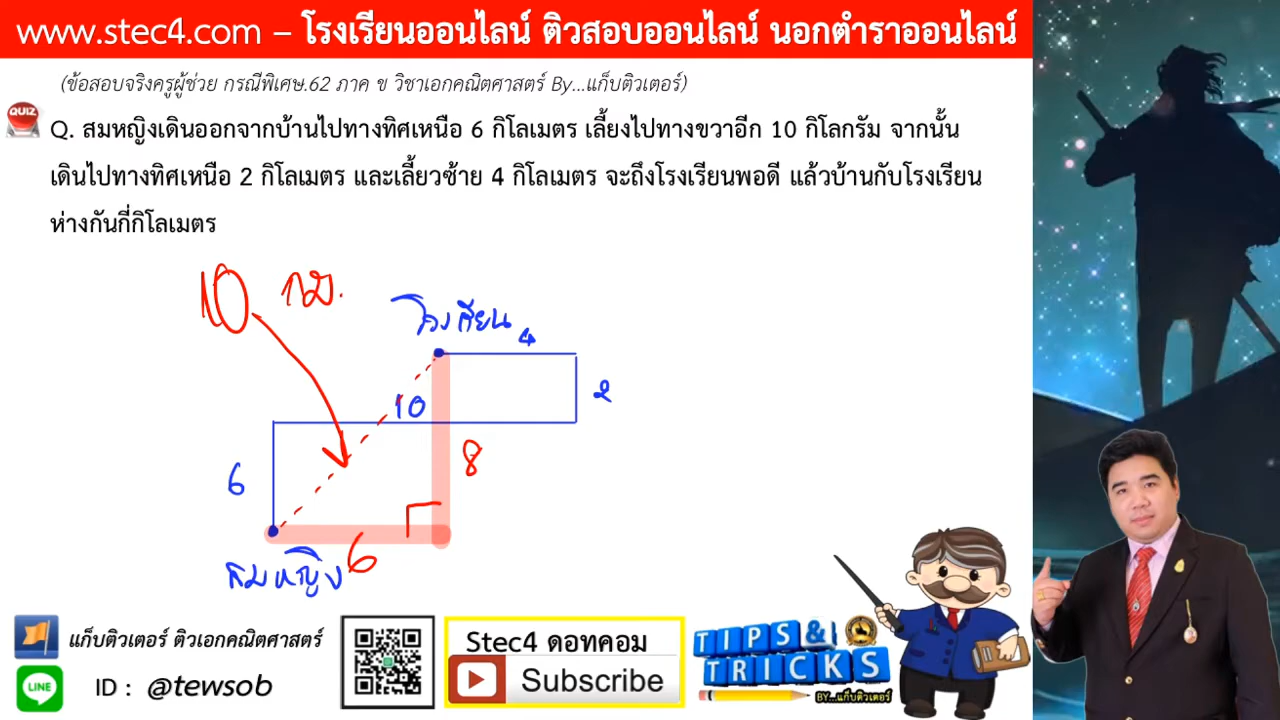 www.stec4.com – โรงเรียนออนไลน์ ติวสอบออนไลน์ นอกตำราออนไลน์
(ข้อสอบจริงครูผู้ช่วย กรณีพิเศษ.62 ภาค ข วิชาเอกคณิตศาสตร์ By...แก็บติวเตอร์)
QUIZ
Q. สมหญิงเดินออกจากบ้านไปทางทิศเหนือ 6 กิโลเมตร เลี้ยงไปทางขวาอีก 10 กิโลกรัม จากนั้น
เดินไปทางทิศเหนือ 2 กิโลเมตร และเลี้ยวซ้าย 4 กิโลเมตร จะถึงโรงเรียนพอดี แล้วบ้านกับโรงเรียน
ห่างกันกี่กิโลเมตร
10 กม.
โรงเรียน
4
10
2
6
8
6
สมหญิง
แก็บติวเตอร์ ติวเอกคณิตศาสตร์
LINE
ID : @tewsob
Stec4 ดอทคอม
Subscribe
TIPS &
TRICKS
BY...แก็บติวเตอร์